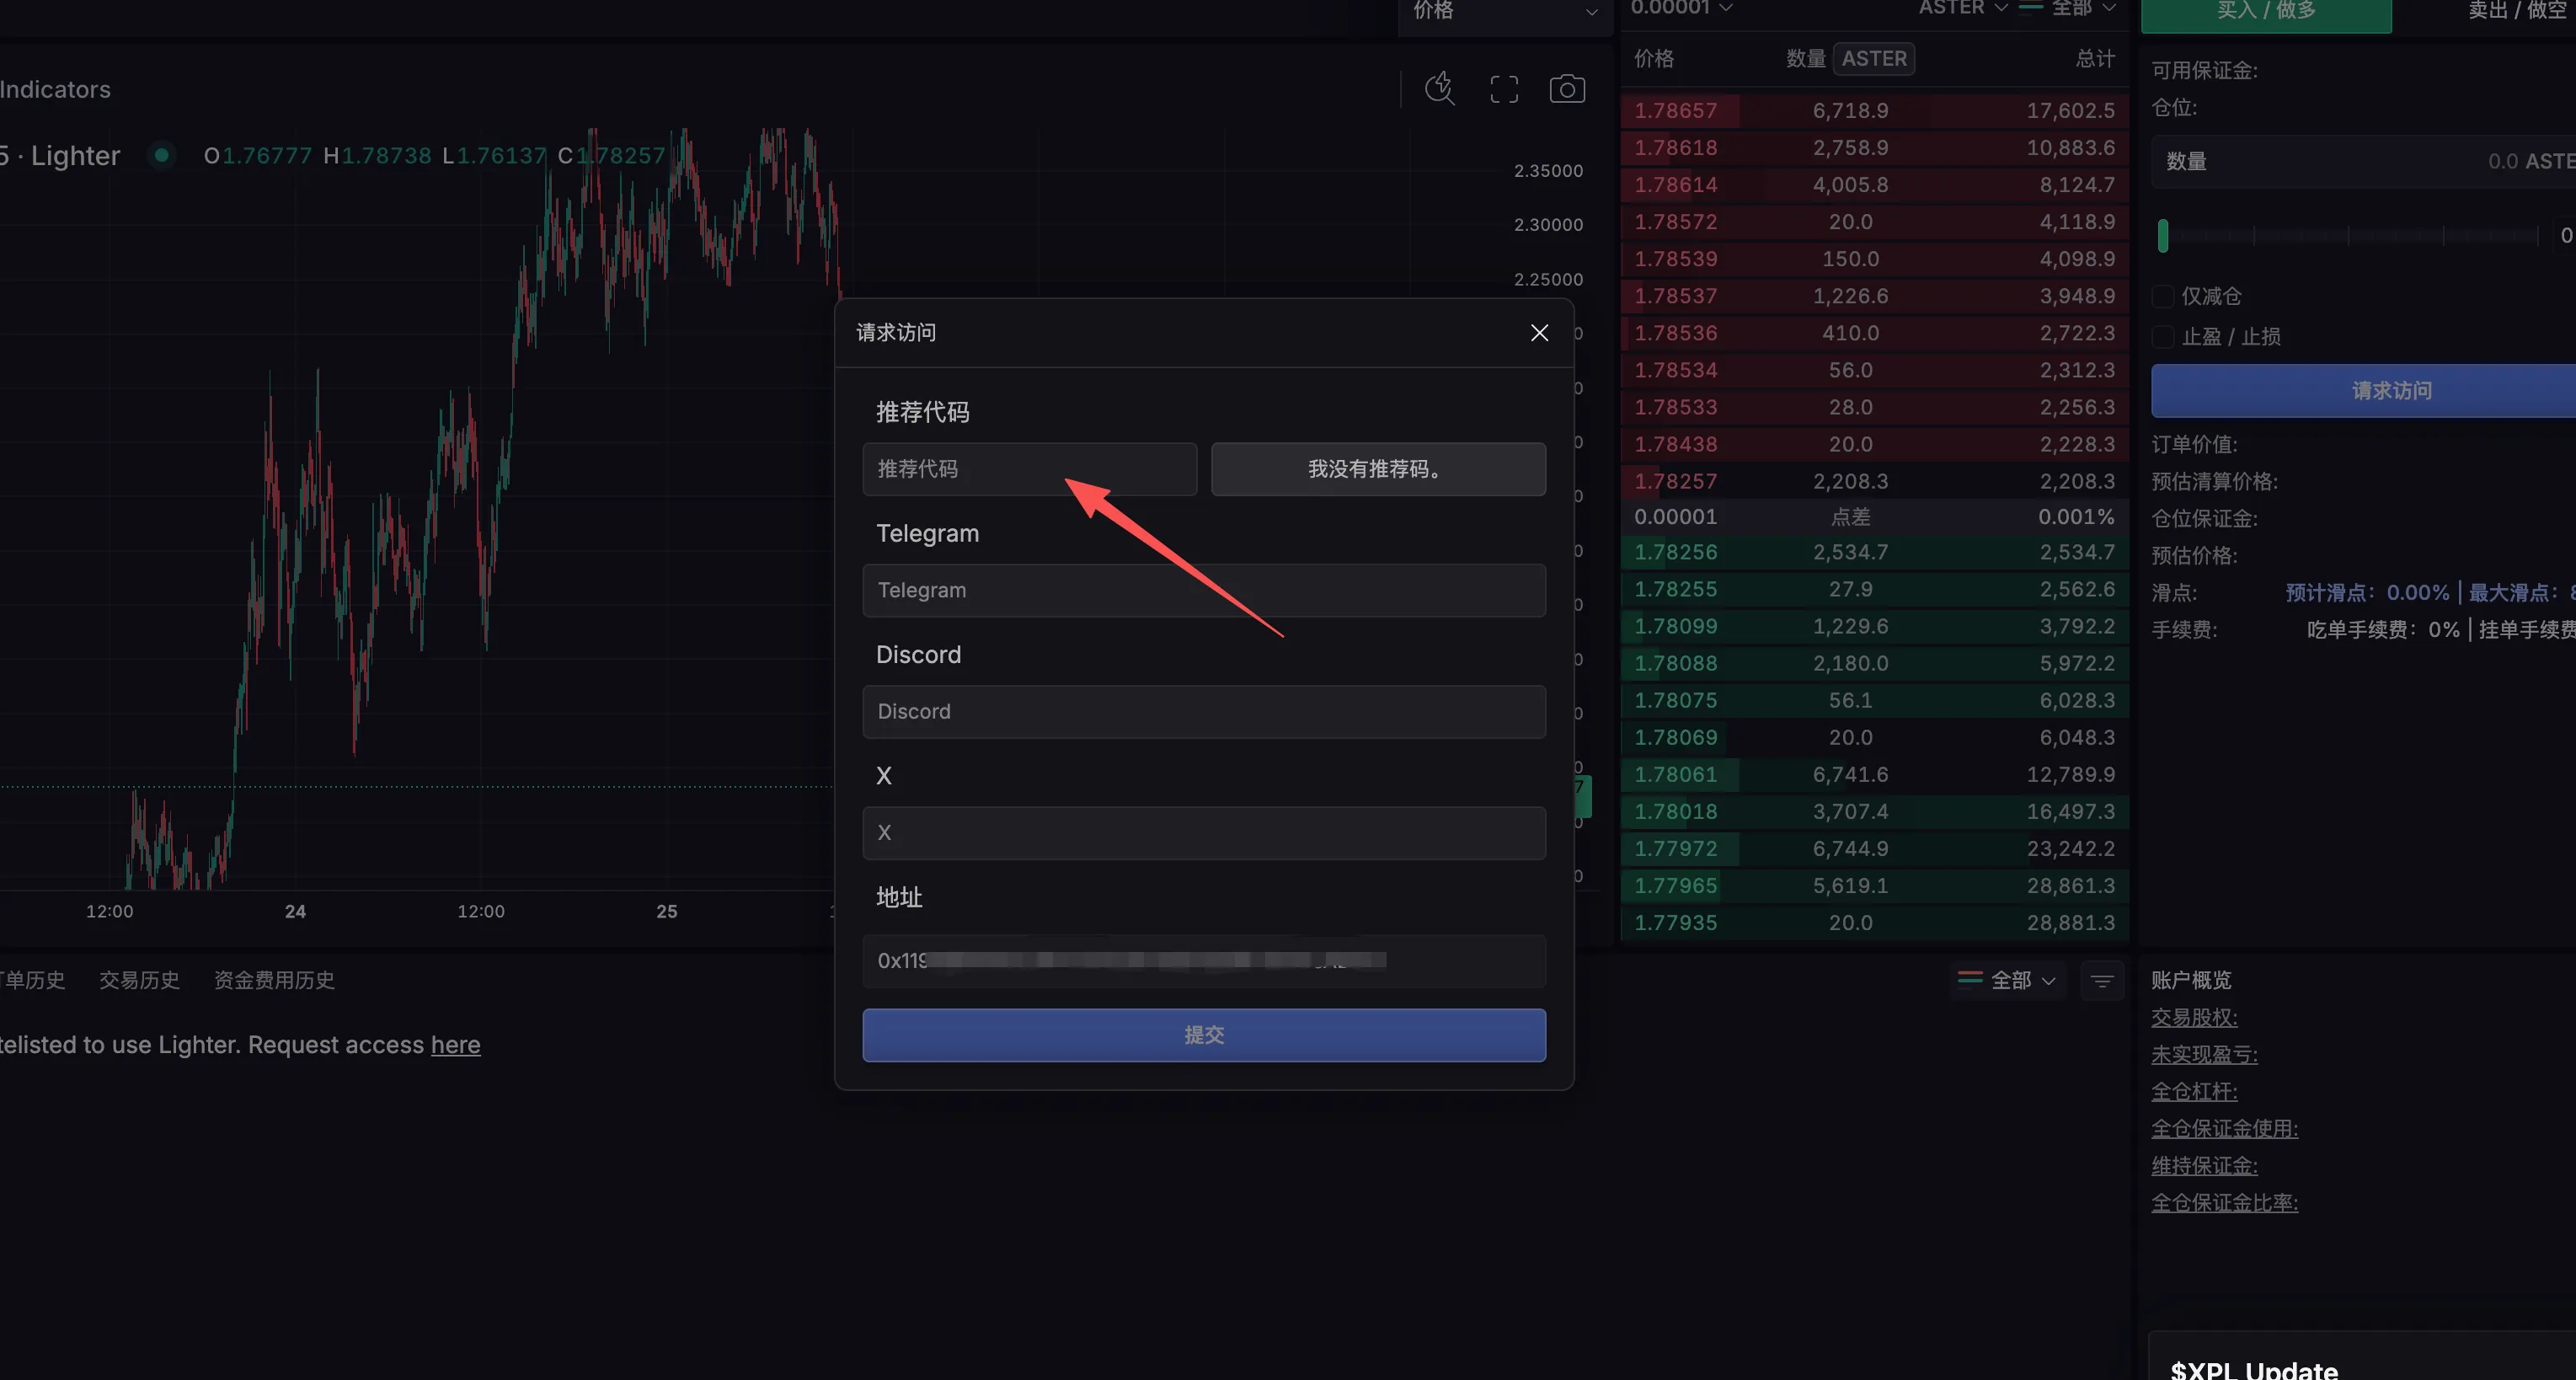 价格
Indicators
5 · Lighter O1.76777 H1.78738 L1.76137 C1.78257
2.35000
2.30000
2.25000
12:00 24 12:00 25
0.00001 ASTER 全部
价格 数量 ASTER 总计
1.78657 6,718.9 17,602.5
1.78618 2,758.9 10,883.6
1.78614 4,005.8 8,124.7
1.78572 20.0 4,118.9
1.78539 150.0 4,098.9
1.78537 1,226.6 3,948.9
1.78536 410.0 2,722.3
1.78534 56.0 2,312.3
1.78533 28.0 2,256.3
1.78438 20.0 2,228.3
1.78257 2,208.3 2,208.3
0.00001 点差 0.001%
1.78256 2,534.7 2,534.7
1.78255 27.9 2,562.6
1.78099 1,229.6 3,792.2
1.78088 2,180.0 5,972.2
1.78075 56.1 6,028.3
1.78069 20.0 6,048.3
1.78061 6,741.6 12,789.9
1.78018 3,707.4 16,497.3
1.77972 6,744.9 23,242.2
1.77965 5,619.1 28,861.3
1.77935 20.0 28,881.3
买入 / 做多 卖出 / 做空
可用保证金:
仓位:
数量 0.0 ASTE
0
仅减仓
止盈 / 止损
请求访问
订单价值:
预估清算价格:
仓位保证金:
预估价格:
滑点: 预计滑点：0.00% | 最大滑点：8
手续费: 吃单手续费：0% | 挂单手续费
请求访问
推荐代码
推荐代码 我没有推荐码。
Telegram
Telegram
Discord
Discord
X
X
地址
0x119
提交
单历史 交易历史 资金费用历史
全部
telisted to use Lighter. Request access here
账户概览
交易股权:
未实现盈亏:
全仓杠杆:
全仓保证金使用:
维持保证金:
全仓保证金比率:
$XPL Update